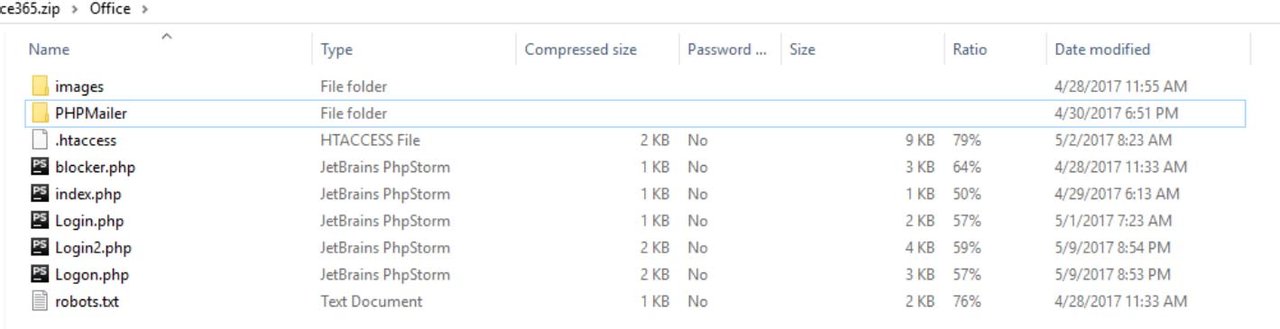 ce365.zip > Office >
Name Type Compressed size Password ... Size Ratio Date modified
images File folder 4/28/2017 11:55 AM
PHPMailer File folder 4/30/2017 6:51 PM
.htaccess HTACCESS File 2 KB No 9 KB 79% 5/2/2017 8:23 AM
PS blocker.php JetBrains PhpStorm 1 KB No 3 KB 64% 4/28/2017 11:33 AM
PS index.php JetBrains PhpStorm 1 KB No 1 KB 50% 4/29/2017 6:13 AM
PS Login.php JetBrains PhpStorm 1 KB No 2 KB 57% 5/1/2017 7:23 AM
PS Login2.php JetBrains PhpStorm 2 KB No 4 KB 59% 5/9/2017 8:54 PM
PS Logon.php JetBrains PhpStorm 2 KB No 3 KB 57% 5/9/2017 8:53 PM
robots.txt Text Document 1 KB No 2 KB 76% 4/28/2017 11:33 AM